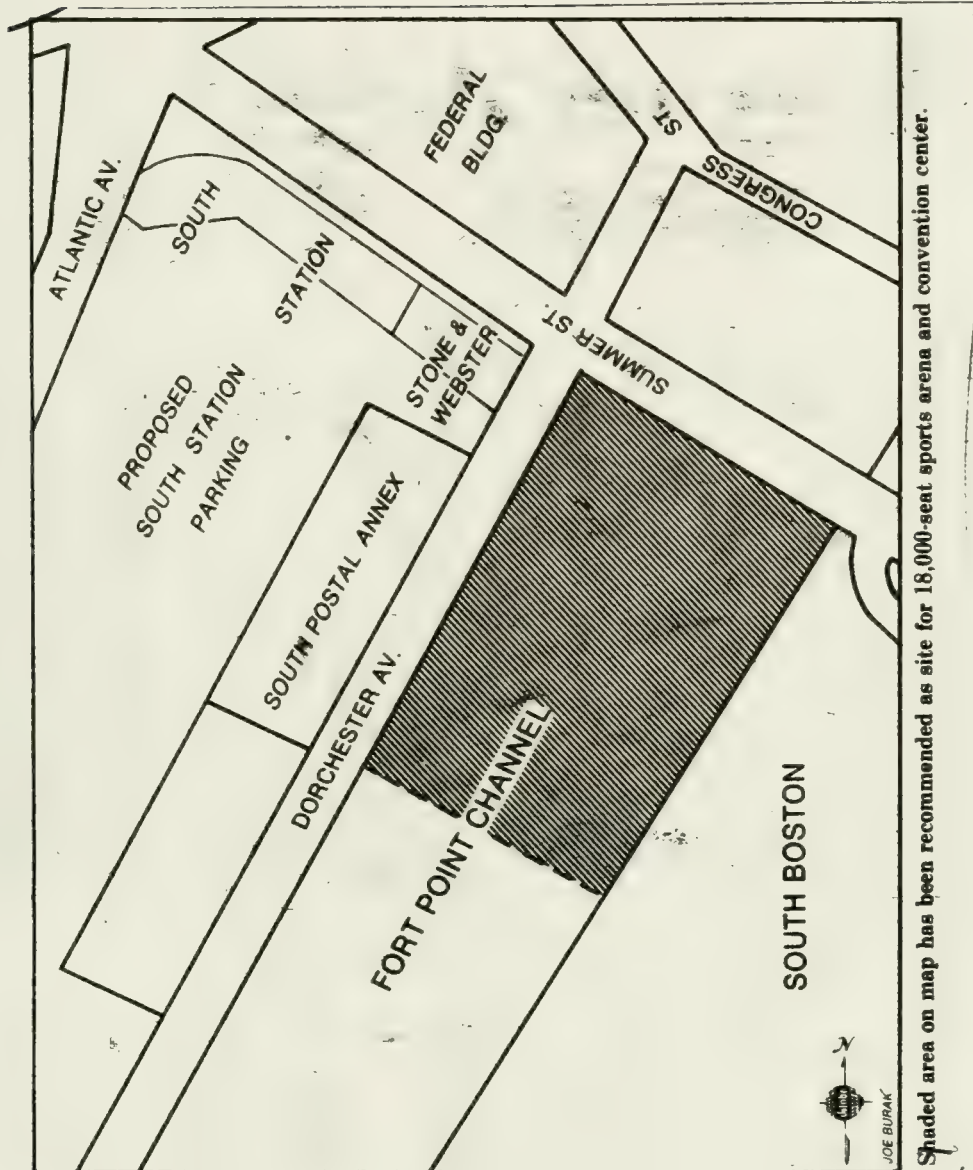 ATLANTIC AV.
SOUTH
STATION
FEDERAL
BLDG.
CONGRESS
ST.
SUMMER ST.
STONE &
WEBSTER
PROPOSED
SOUTH STATION
PARKING
SOUTH POSTAL ANNEX
DORCHESTER AV.
FORT POINT CHANNEL
SOUTH BOSTON
N
JOE BURAK
Shaded area on map has been recommended as site for 18,000-seat sports arena and convention center.